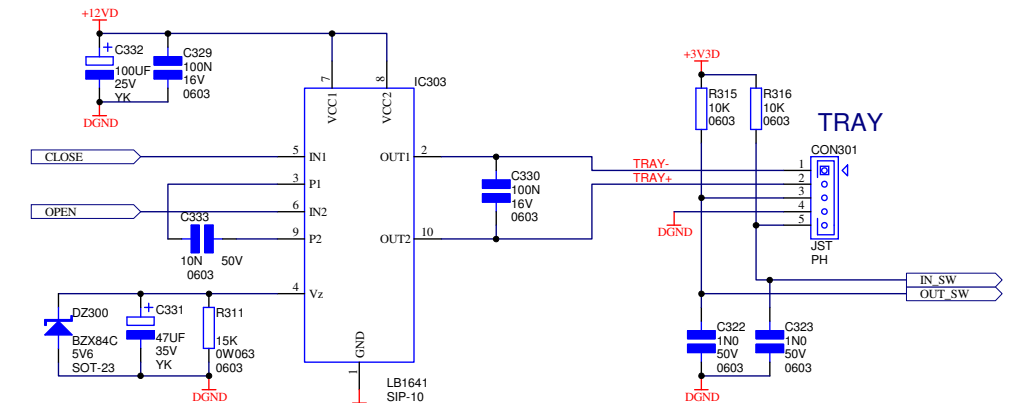 +12VD
C332
100UF
25V
YK
C329
100N
16V
0603
DGND
7
VCC1
8
VCC2
IC303
CLOSE
5
IN1
3
P1
OPEN
6
IN2
C333
10N
50V
0603
9
P2
4
Vz
OUT1
2
OUT2
10
GND
1
LB1641
SIP-10
DZ300
BZX84C
5V6
SOT-23
C331
47UF
35V
YK
R311
15K
0W063
0603
DGND
C330
100N
16V
0603
TRAY-
TRAY+
+3V3D
R315
10K
0603
R316
10K
0603
TRAY
CON301
1
2
3
4
5
JST
PH
DGND
IN_SW
OUT_SW
C322
1N0
50V
0603
C323
1N0
50V
0603
DGND